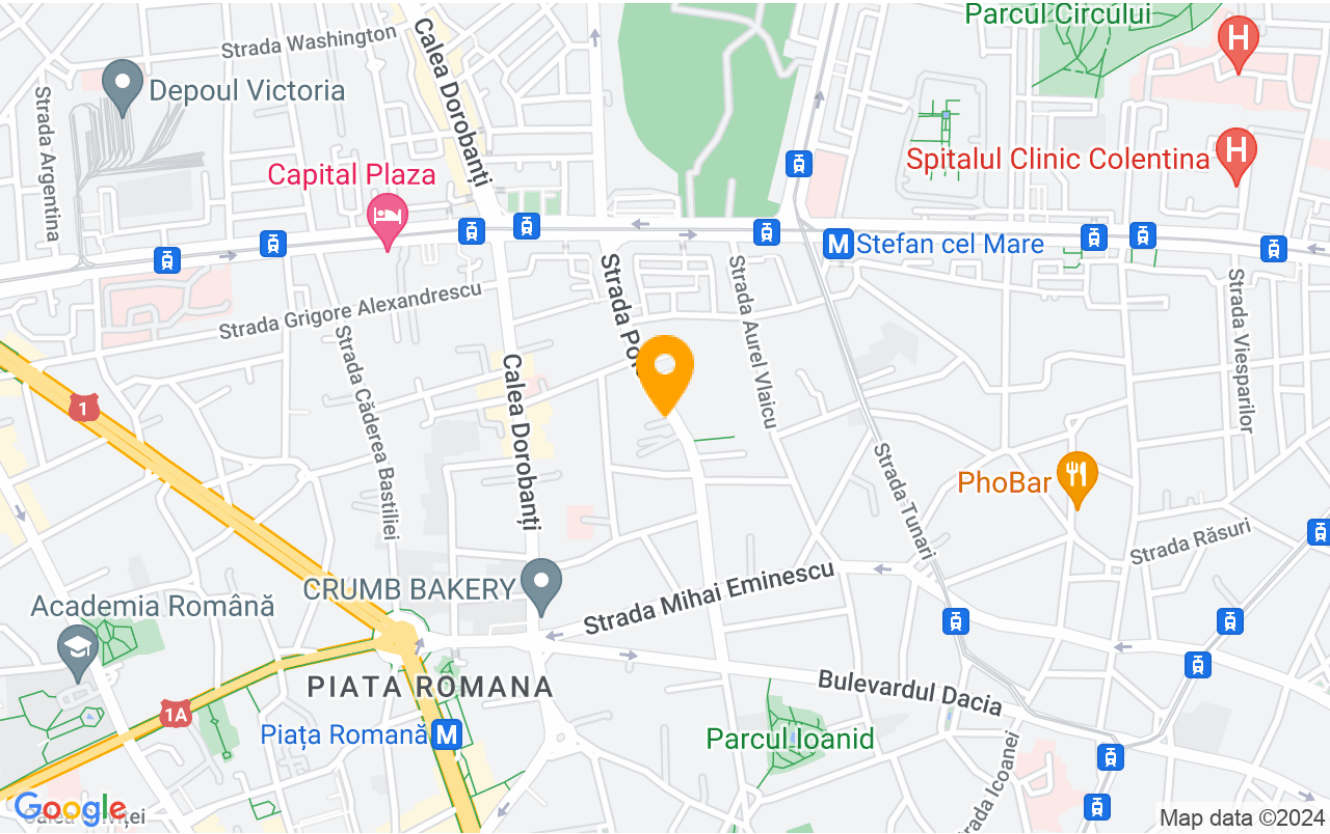 Parcul Circului
Strada Washington
Calea Dorobanți
H
Depoul Victoria
Strada Argentina
Spitalul Clinic Colentina
H
Capital Plaza
M
Stefan cel Mare
Strada Grigore Alexandrescu
Strada Aurel Vlaicu
Strada Viesparilor
Strada
Strada Căderea Bastiliei
Calea Dorobanți
1
Strada Tunari
PhoBar
Strada Răsuri
Strada Mihai Eminescu
CRUMB BAKERY
Academia Română
PIATA ROMANA
Bulevardul Dacia
1A
Piața Romană
M
Parcul Ioanid
Icoanei
Google
Map data ©2024